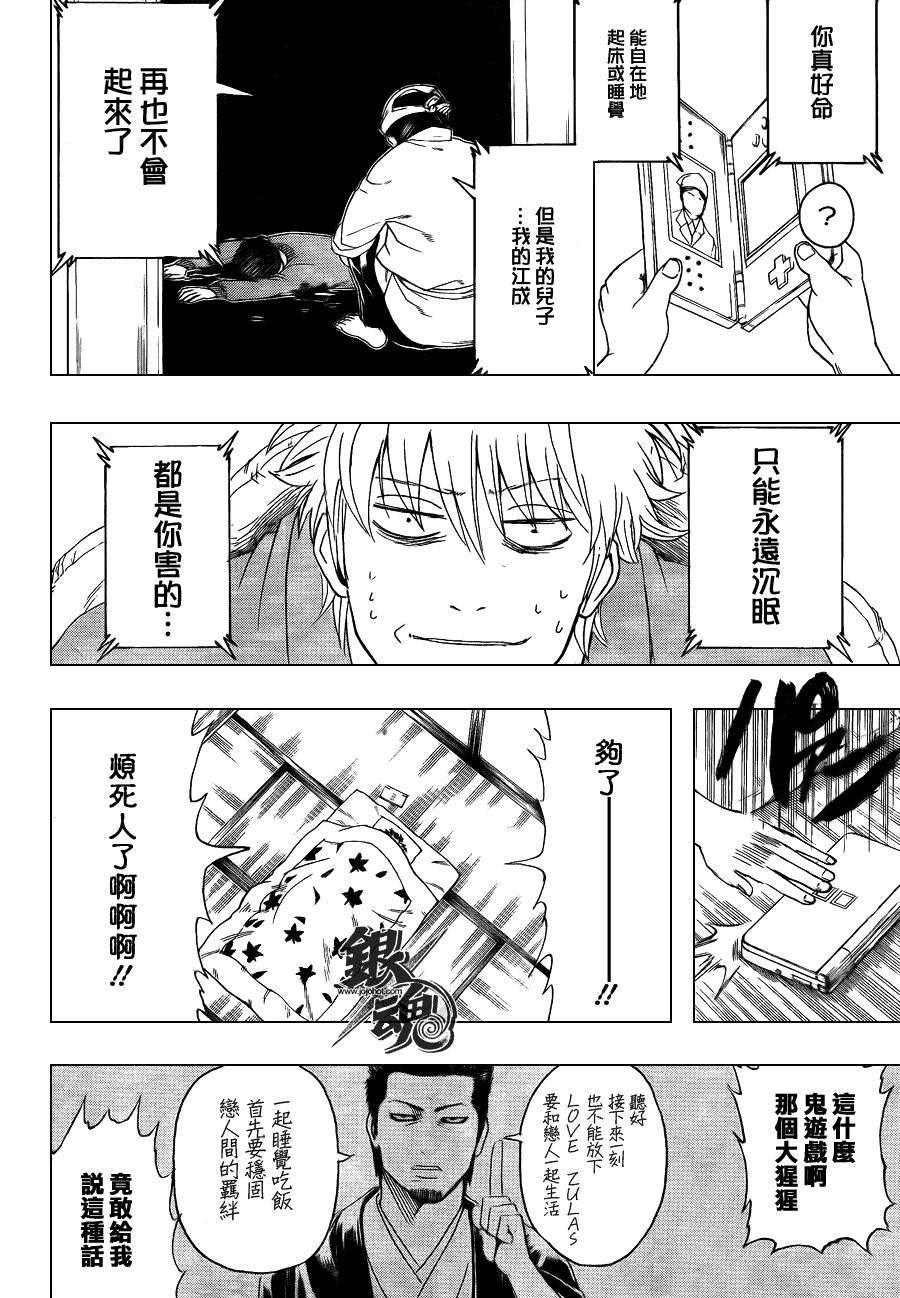 你真好命
能自在地
起床或睡覺
？
但是我的兒子
…我的江成
再也不會
起來了
只能永遠沉眠
都是你害的…
夠了——!!
煩死人了啊啊啊!!
銀魂
www.jojohot.com
這什麼
鬼遊戲啊
那個大猩猩
聽好
接下來一刻
也不能放下
LOVE ZULAS
要和戀人一起生活
一起睡覺吃飯
首先要穩固
戀人間的羈絆
竟敢給我
說這種話